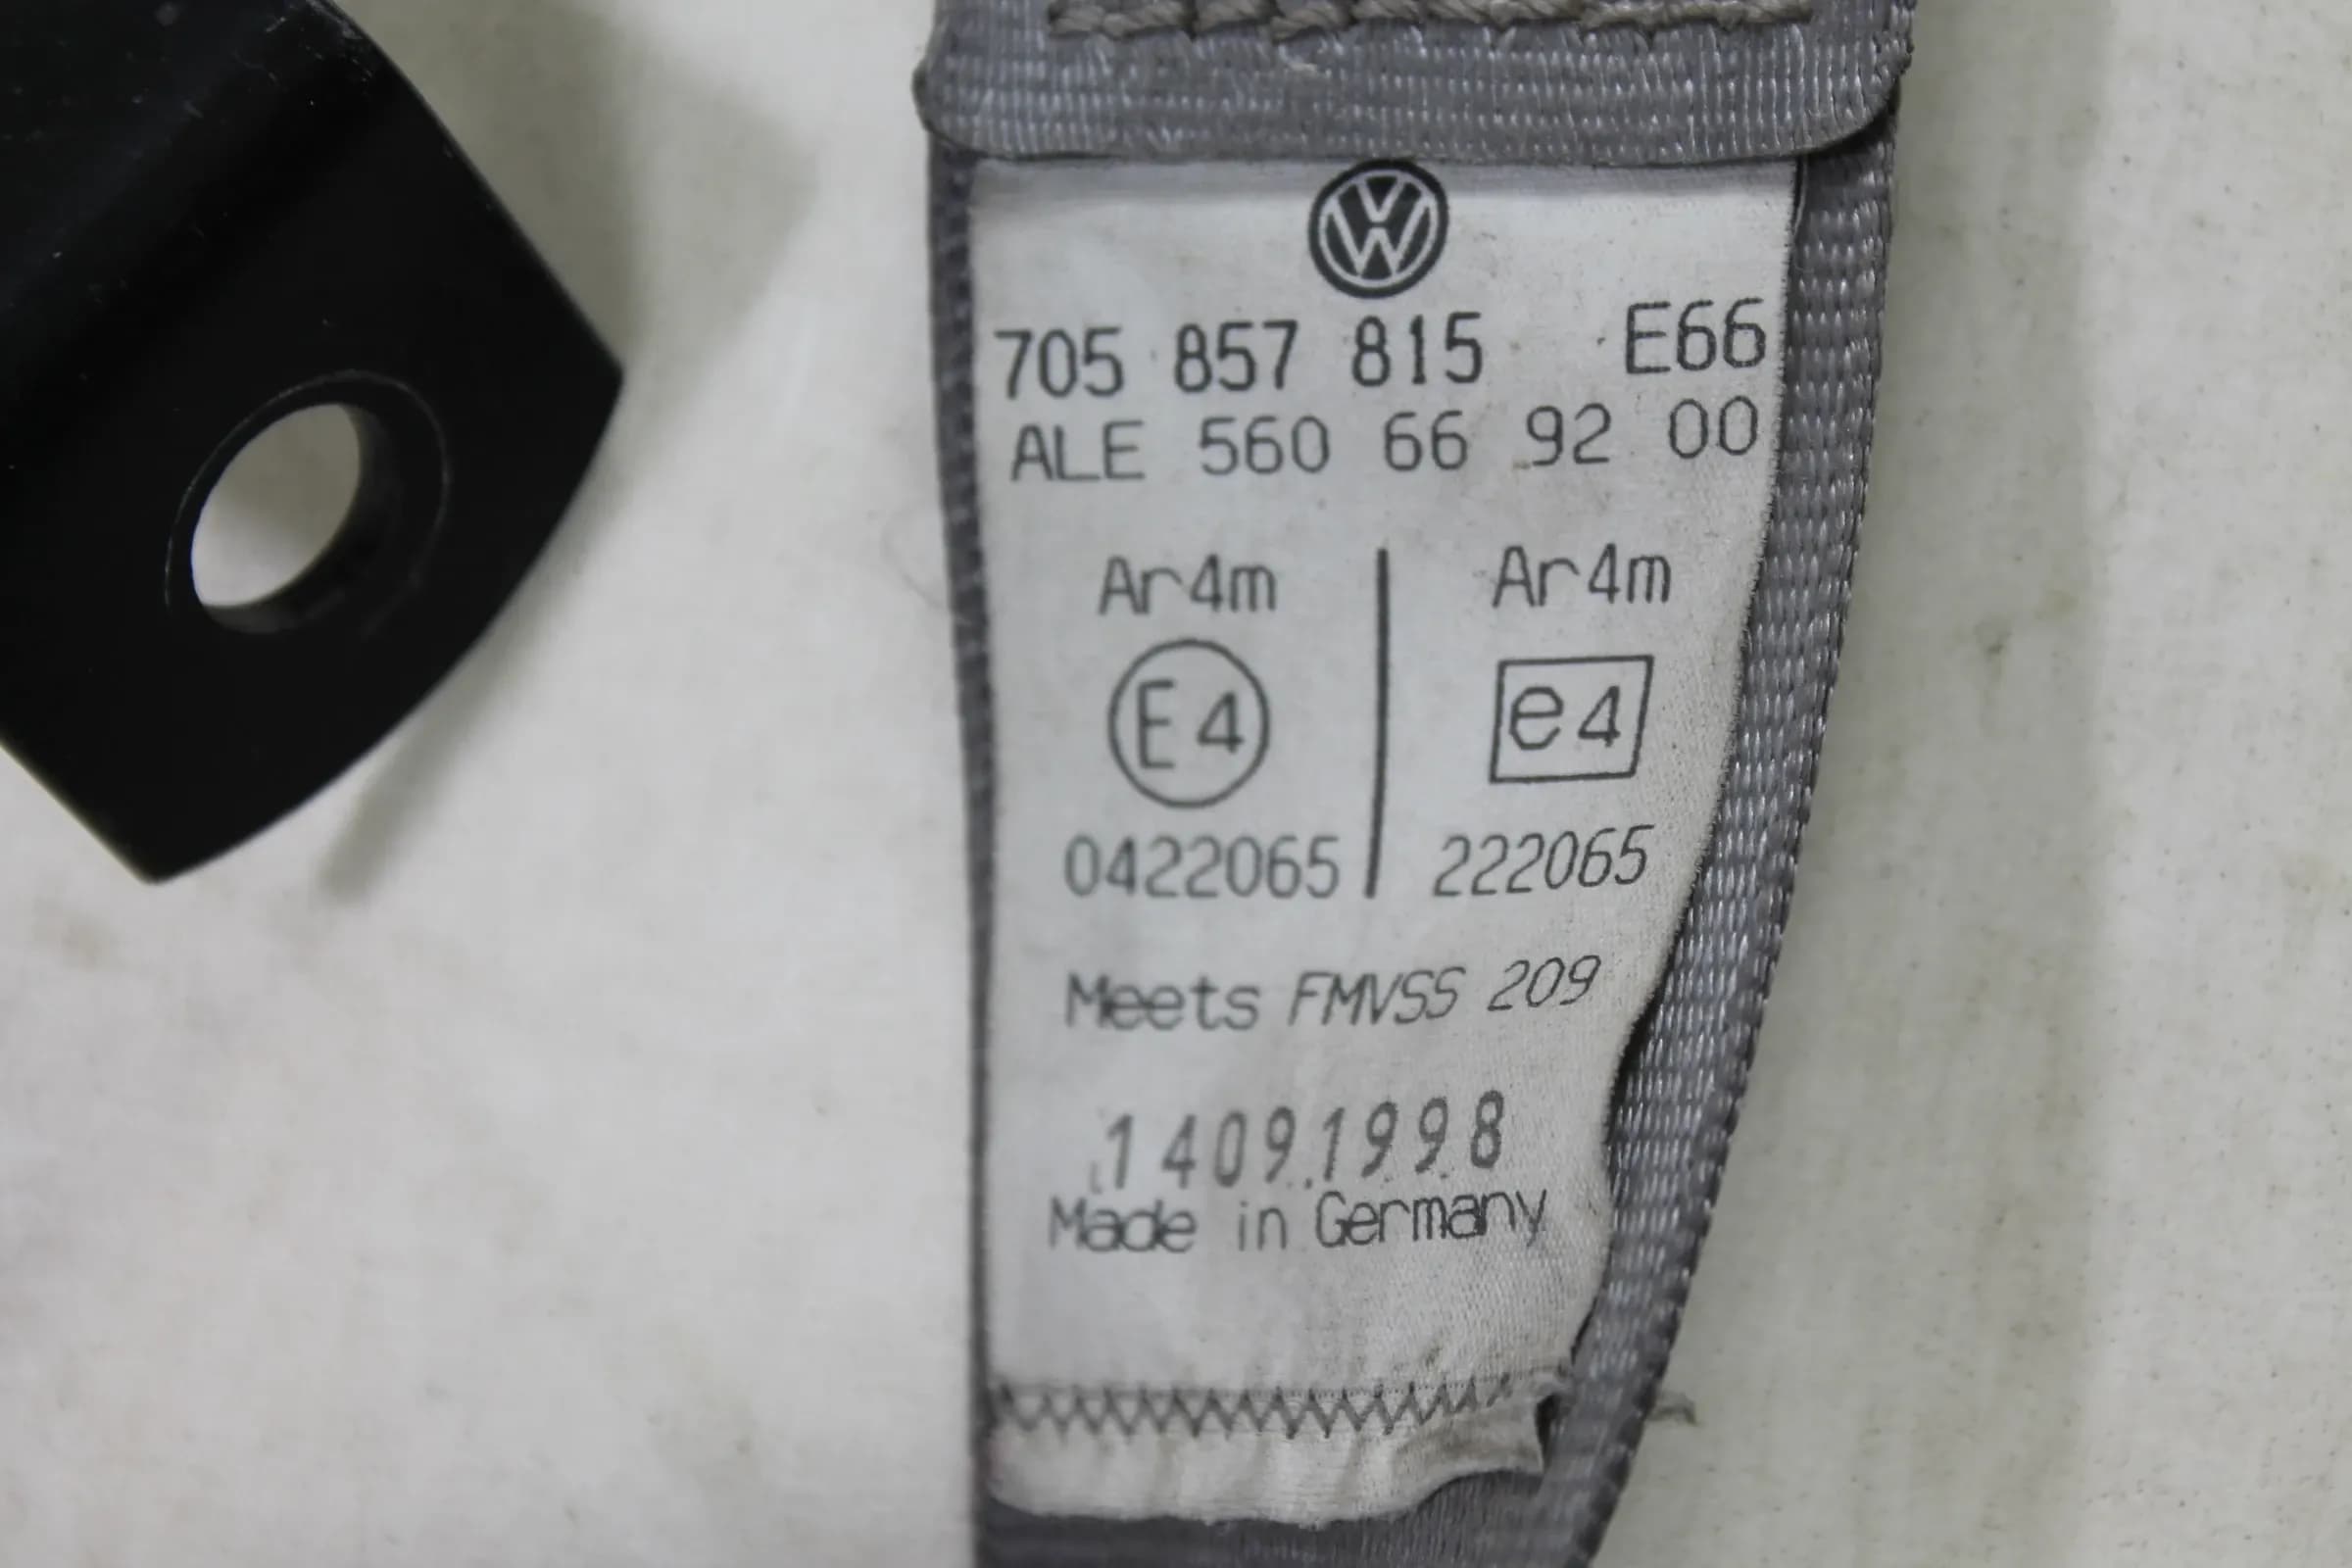 705 857 815 E66
ALE 560 66 92 00
Ar4m Ar4m
E4 e4
0422065 222065
Meets FMVSS 209
14091998
Made in Germany